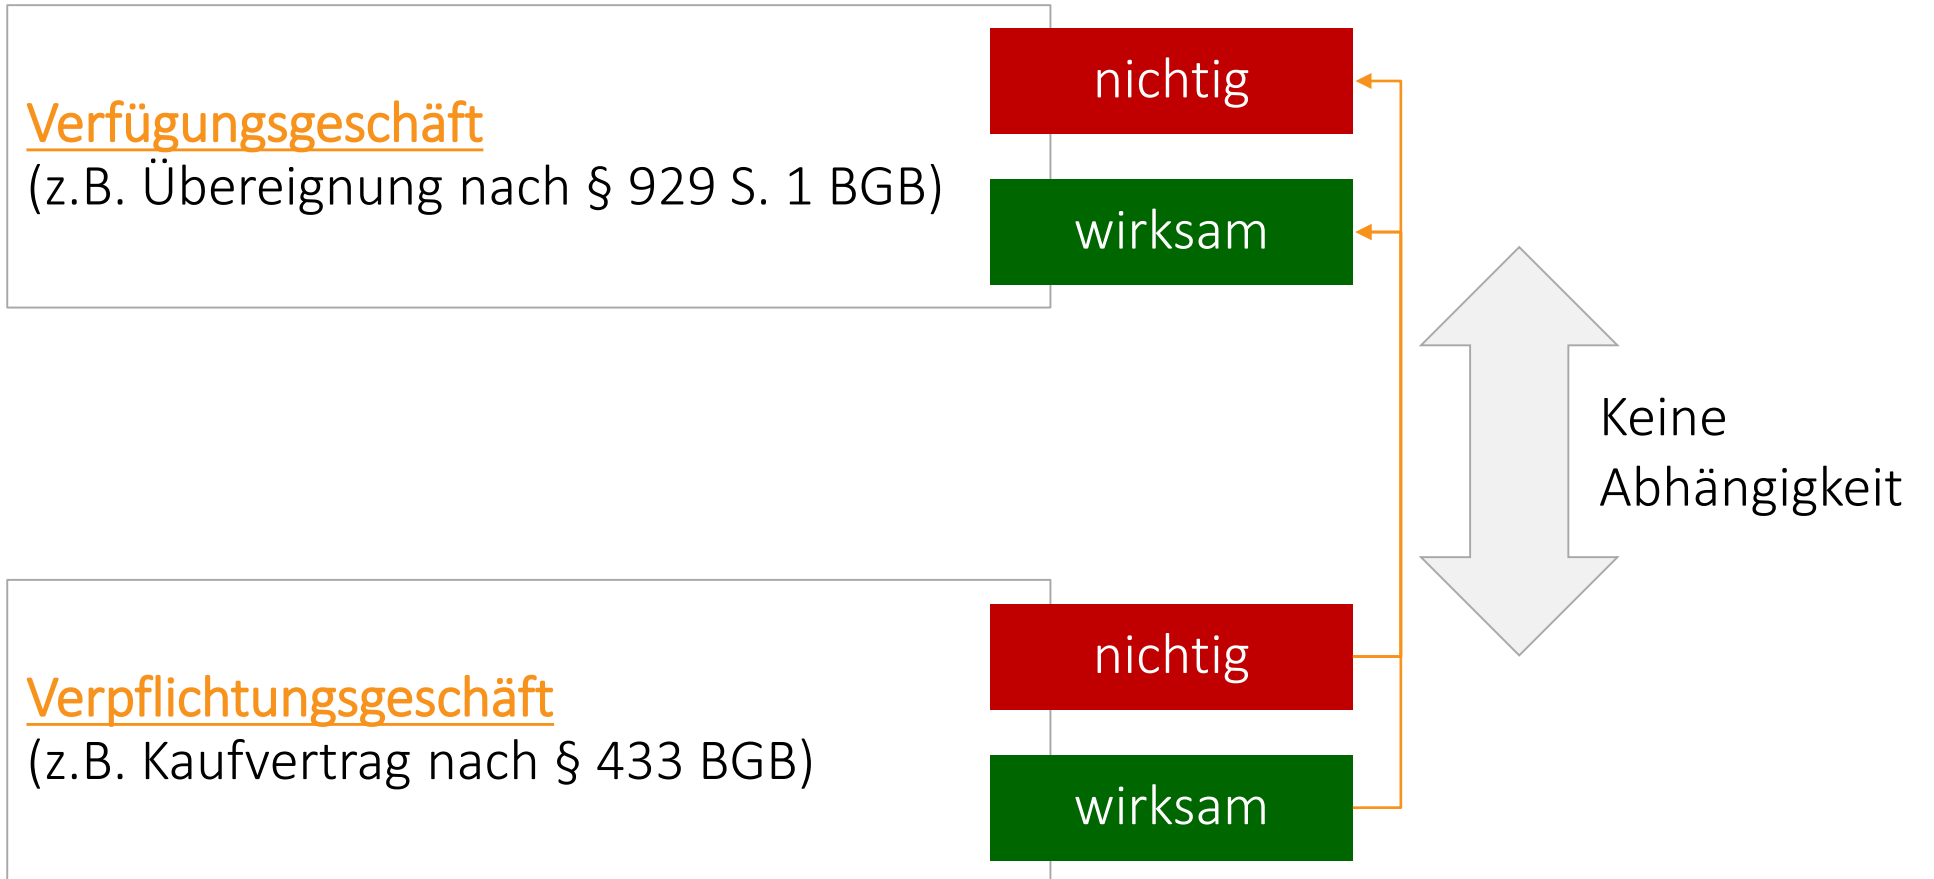 Verfügungsgeschäft
(z.B. Übereignung nach § 929 S. 1 BGB)
nichtig
wirksam
Keine
Abhängigkeit
Verpflichtungsgeschäft
(z.B. Kaufvertrag nach § 433 BGB)
nichtig
wirksam